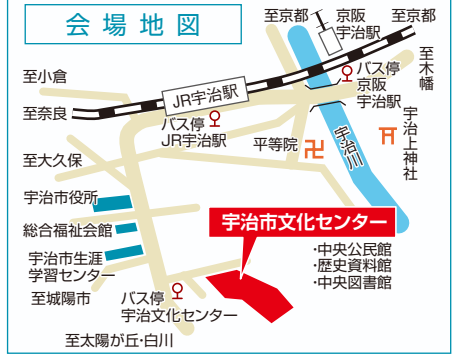 会場地図
至京都
京阪
宇治駅
至京都
至木幡
至小倉
JR宇治駅
バス停
京阪
宇治駅
至奈良
バス停
JR宇治駅
平等院
宇治川
宇治上神社
至大久保
宇治市役所
総合福祉会館
宇治市生涯
学習センター
宇治市文化センター
・中央公民館
・歴史資料館
・中央図書館
至城陽市
バス停
宇治文化センター
至太陽が丘・白川